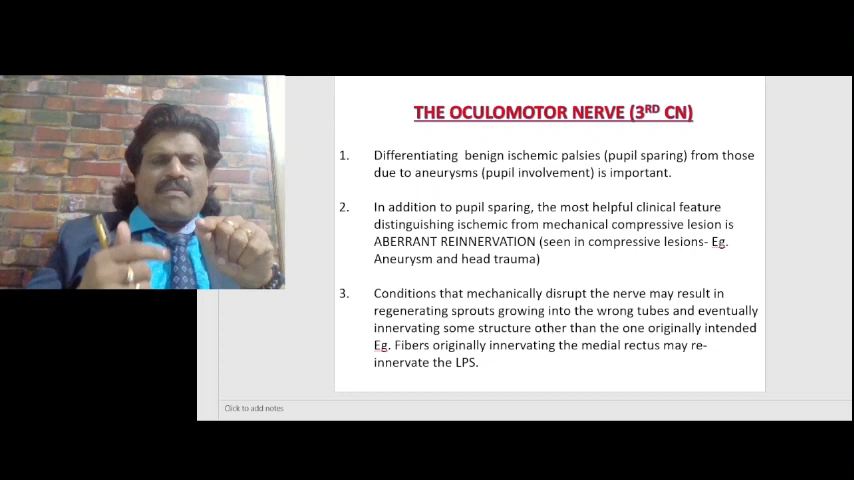 THE OCULOMOTOR NERVE (3RD CN)
1. Differentiating benign ischemic palsies (pupil sparing) from those
due to aneurysms (pupil involvement) is important.
2. In addition to pupil sparing, the most helpful clinical feature
distinguishing ischemic from mechanical compressive lesion is
ABERRANT REINNERVATION (seen in compressive lesions- Eg.
Aneurysm and head trauma)
3. Conditions that mechanically disrupt the nerve may result in
regenerating sprouts growing into the wrong tubes and eventually
innervating some structure other than the one originally intended
Eg. Fibers originally innervating the medial rectus may re-
innervate the LPS.
Click to add notes